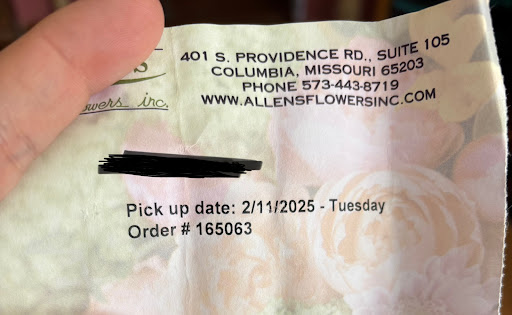 401 S. PROVIDENCE RD., SUITE 105
COLUMBIA, MISSOURI 65203
PHONE 573-443-8719
WWW.ALLENSFLOWERSINC.COM
inc.
Pick up date: 2/11/2025 - Tuesday
Order # 165063